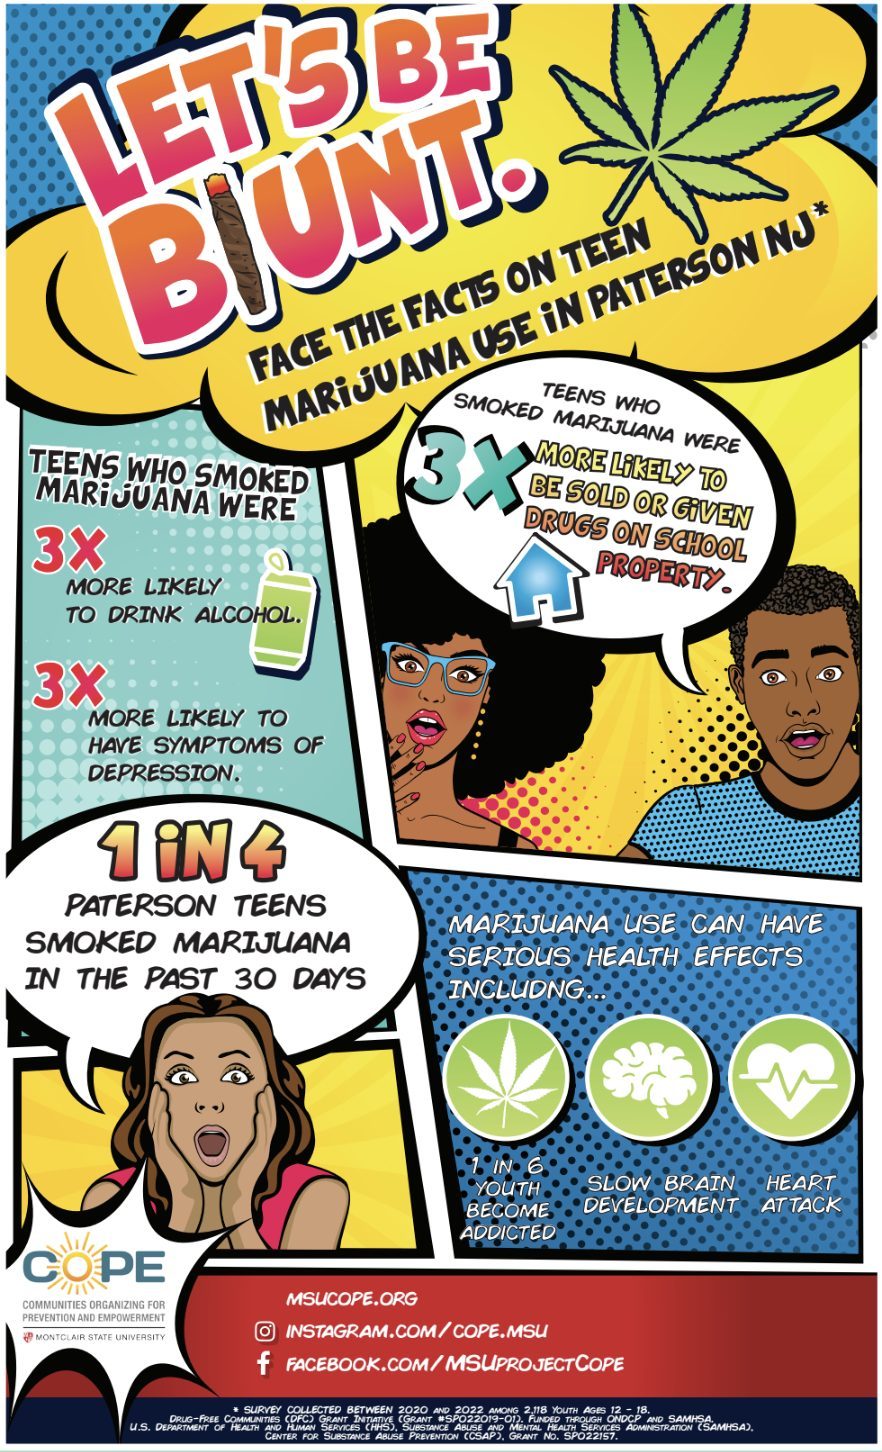 LET'S BE
BLUNT.
FACE THE FACTS ON TEEN
MARIJUANA USE IN PATERSON NJ*
TEENS WHO SMOKED
MARIJUANA WERE
3X
MORE LIKELY
TO DRINK ALCOHOL.
3X
MORE LIKELY TO
HAVE SYMPTOMS OF
DEPRESSION.
TEENS WHO
SMOKED MARIJUANA WERE
3X
MORE LIKELY TO
BE SOLD OR GIVEN
DRUGS ON SCHOOL
PROPERTY.
1 IN 4
PATERSON TEENS
SMOKED MARIJUANA
IN THE PAST 30 DAYS
MARIJUANA USE CAN HAVE
SERIOUS HEALTH EFFECTS
INCLUDNG...
1 IN 6
YOUTH
BECOME
ADDICTED
SLOW BRAIN
DEVELOPMENT
HEART
ATTACK
COPE
COMMUNITIES ORGANIZING FOR
PREVENTION AND EMPOWERMENT
MONTCLAIR STATE UNIVERSITY
MSUCOPE.ORG
INSTAGRAM.COM/COPE.MSU
FACEBOOK.COM/MSUPROJECTCOPE
* SURVEY COLLECTED BETWEEN 2020 AND 2022 AMONG 2,118 YOUTH AGES 12 - 18.
DRUG-FREE COMMUNITIES (DFC) GRANT INITIATIVE (GRANT #SP022019-01). FUNDED THROUGH ONDCP AND SAMHSA.
U.S. DEPARTMENT OF HEALTH AND HUMAN SERVICES (HHS), SUBSTANCE ABUSE AND MENTAL HEALTH SERVICES ADMINISTRATION (SAMHSA),
CENTER FOR SUBSTANCE ABUSE PREVENTION (CSAP), GRANT NO. SP022157.